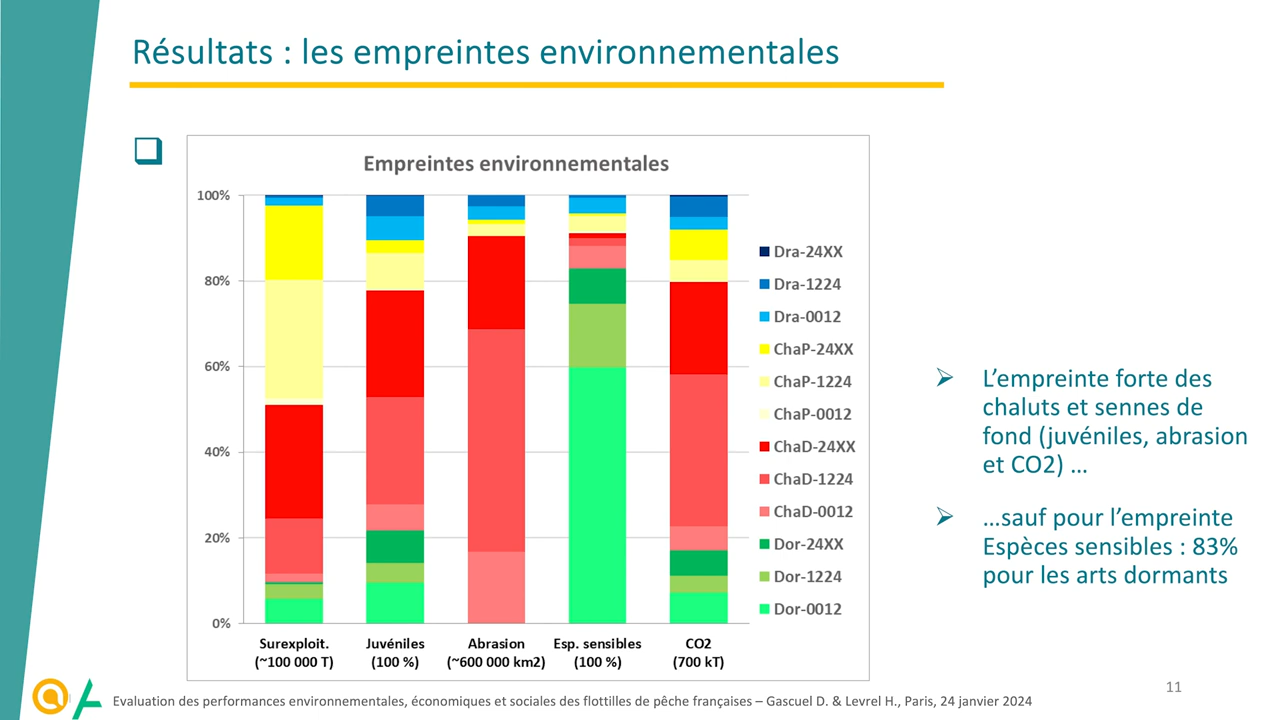 Résultats : les empreintes environnementales
Empreintes environnementales
100%
80%
60%
40%
20%
0%
Surexploit.
(~100 000 T)
Juvéniles
(100 %)
Abrasion
(~600 000 km2)
Esp. sensibles
(100 %)
CO2
(700 kT)
Dra-24XX
Dra-1224
Dra-0012
ChaP-24XX
ChaP-1224
ChaP-0012
ChaD-24XX
ChaD-1224
ChaD-0012
Dor-24XX
Dor-1224
Dor-0012
L’empreinte forte des
chaluts et sennes de
fond (juvéniles, abrasion
et CO2) …
…sauf pour l’empreinte
Espèces sensibles : 83%
pour les arts dormants
11
Evaluation des performances environnementales, économiques et sociales des flottilles de pêche françaises – Gascuel D. & Levrel H., Paris, 24 janvier 2024